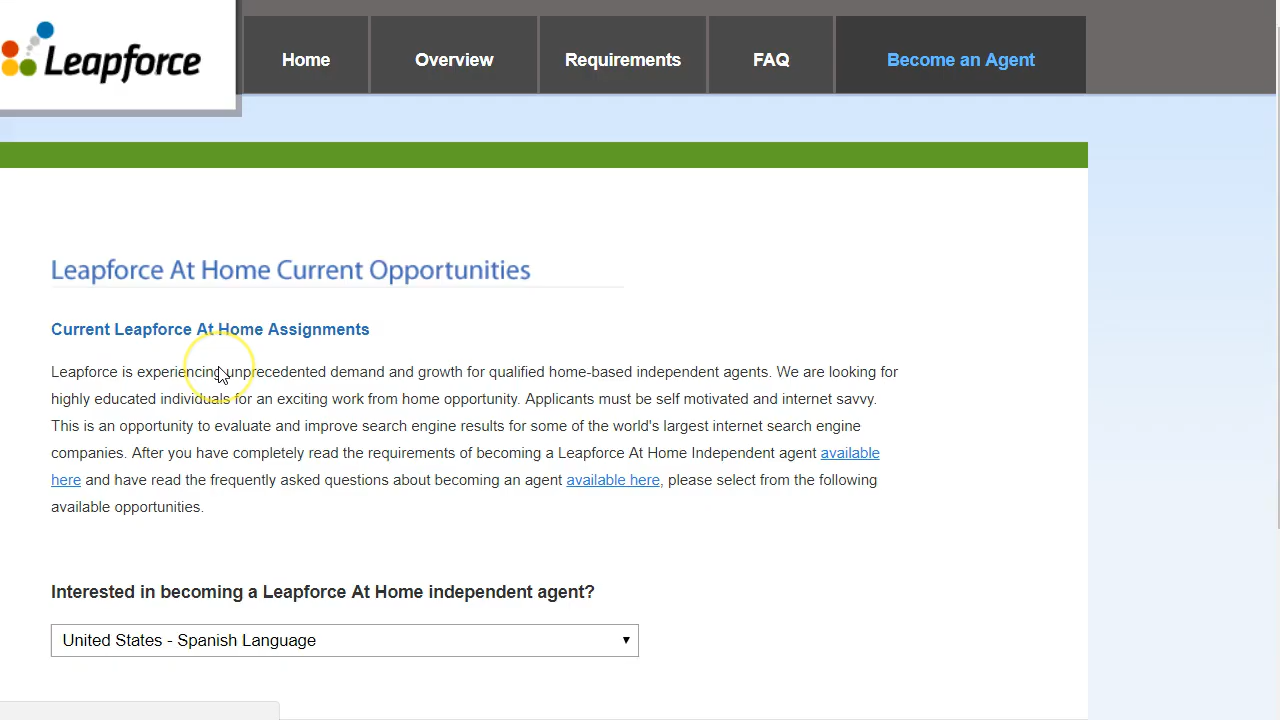 Leapforce
Home
Overview
Requirements
FAQ
Become an Agent
Leapforce At Home Current Opportunities
Current Leapforce At Home Assignments
Leapforce is experiencing unprecedented demand and growth for qualified home-based independent agents. We are looking for
highly educated individuals for an exciting work from home opportunity. Applicants must be self motivated and internet savvy.
This is an opportunity to evaluate and improve search engine results for some of the world's largest internet search engine
companies. After you have completely read the requirements of becoming a Leapforce At Home Independent agent available
here and have read the frequently asked questions about becoming an agent available here, please select from the following
available opportunities.
Interested in becoming a Leapforce At Home independent agent?
United States - Spanish Language